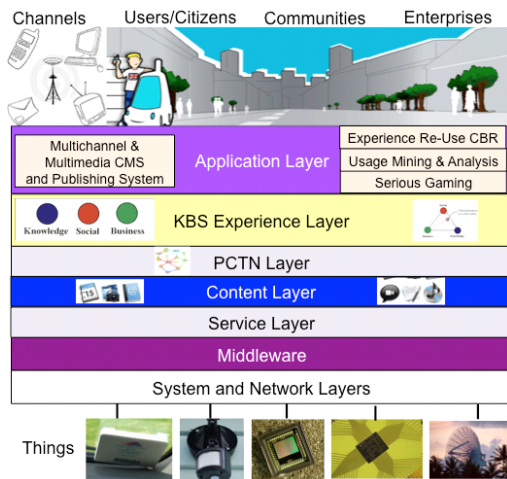 Channels
Users/Citizens
Communities
Enterprises
Multichannel &
Multimedia CMS
and Publishing System
Application Layer
Experience Re-Use CBR
Usage Mining & Analysis
Serious Gaming
Knowledge
Social
Business
KBS Experience Layer
PCTN Layer
15
Content Layer
Service Layer
Middleware
System and Network Layers
Things